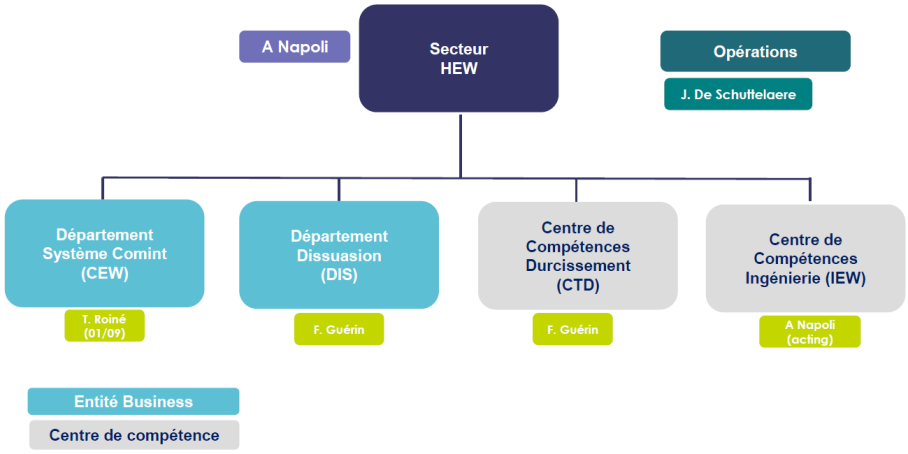 A Napoli
Secteur
HEW
Opérations
J. De Schuttelaere
Département
Système Comint
(CEW)
Département
Dissuasion
(DIS)
Centre de
Compétences
Durcissement
(CTD)
Centre de
Compétences
Ingénierie (IEW)
T. Roiné
(01/09)
F. Guérin
F. Guérin
A Napoli
(acting)
Entité Business
Centre de compétence